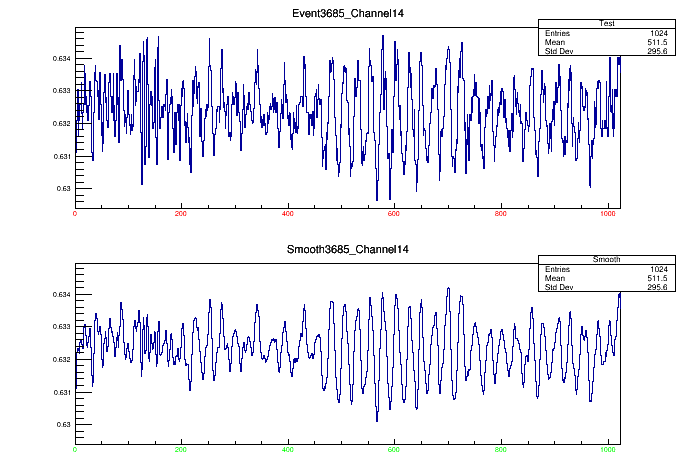 Event3685_Channel14
Test
Entries 1024
Mean 511.5
Std Dev 295.6
0.634
0.633
0.632
0.631
0.63
0 200 400 600 800 1000
Smooth3685_Channel14
Smooth
Entries 1024
Mean 511.5
Std Dev 295.6
0.634
0.633
0.632
0.631
0.63
0 200 400 600 800 1000